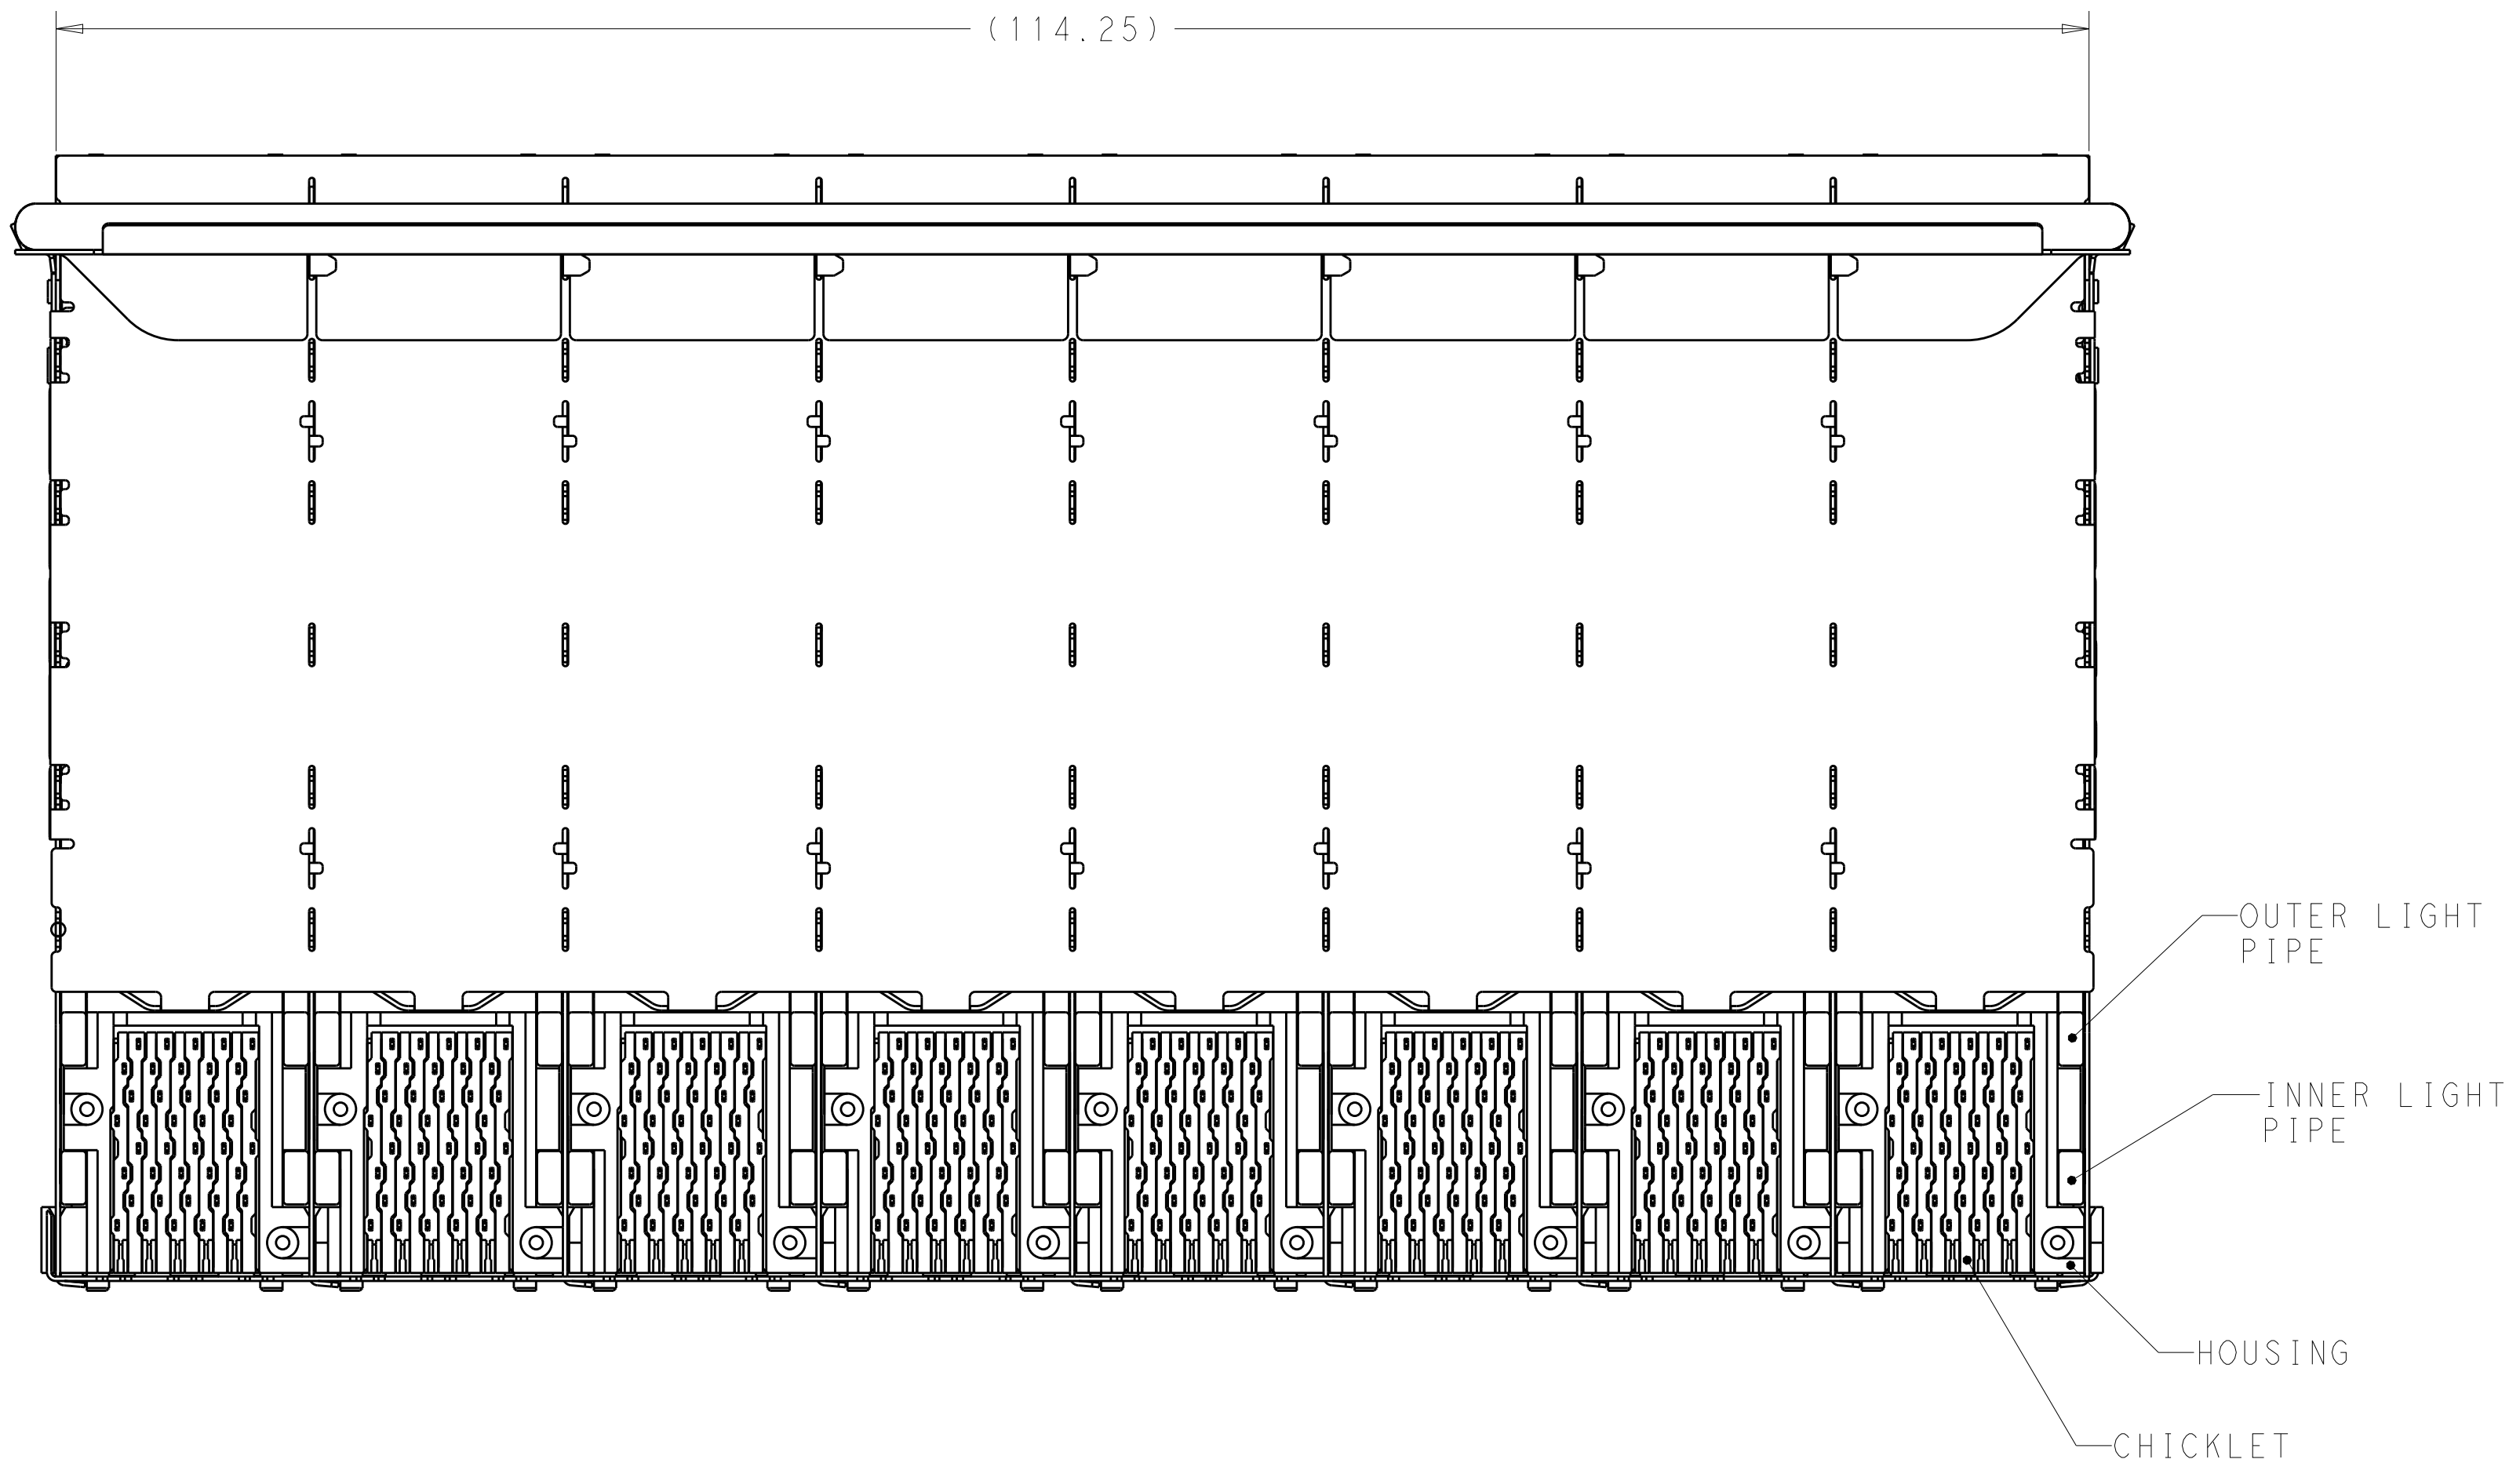 (114.25)
OUTER LIGHT
PIPE
INNER LIGHT
PIPE
HOUSING
CHICKLET